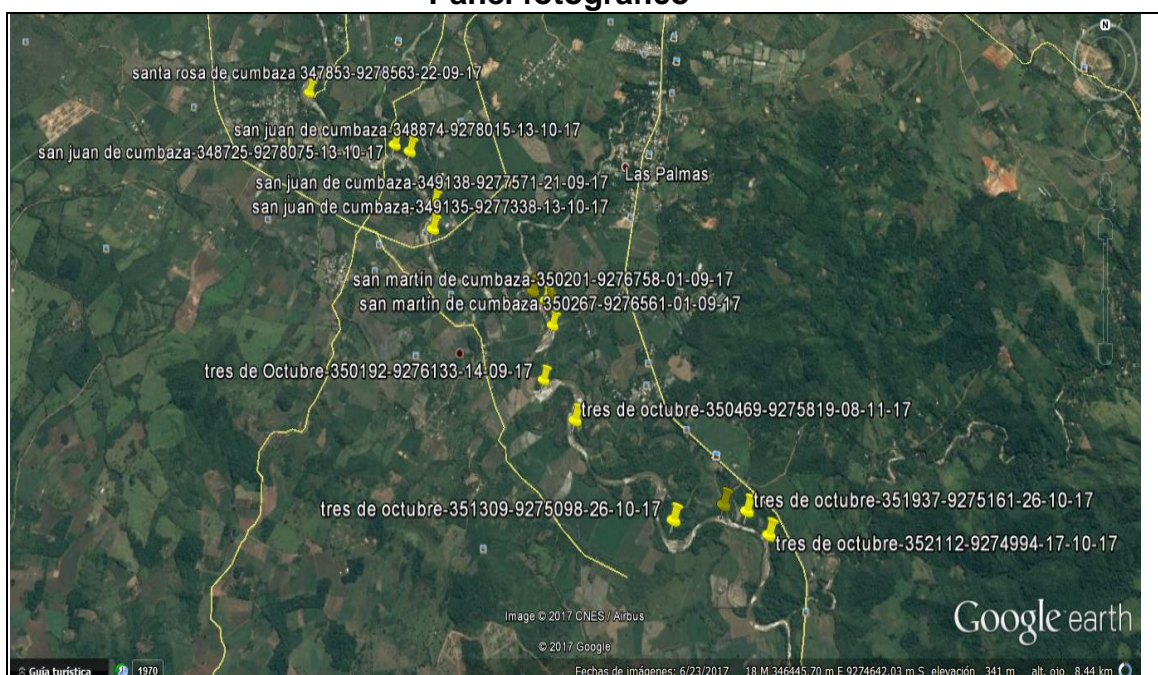 Panel fotográfico
N
santa rosa de cumbaza 347853-9278563-22-09-17
san juan de cumbaza-348874-9278015-13-10-17
san juan de cumbaza-348725-9278075-13-10-17
san juan de cumbaza-349138-9277571-21-09-17
Las Palmas
san juan de cumbaza-349135-9277338-13-10-17
san martin de cumbaza-350201-9276758-01-09-17
san martin de cumbaza 350267-9276561-01-09-17
tres de Octubre-350192-9276133-14-09-17
tres de octubre-350469-9275819-08-11-17
tres de octubre-351309-9275098-26-10-17
tres de octubre-351937-9275161-26-10-17
tres de octubre-352112-9274994-17-10-17
Image © 2017 CNES / Airbus
Google earth
© 2017 Google
Guía turística 1970 Fechas de imágenes: 6/23/2017 18 M 346445.70 m E 9274642.03 m S elevación 341 m alt. ojo 8.44 km